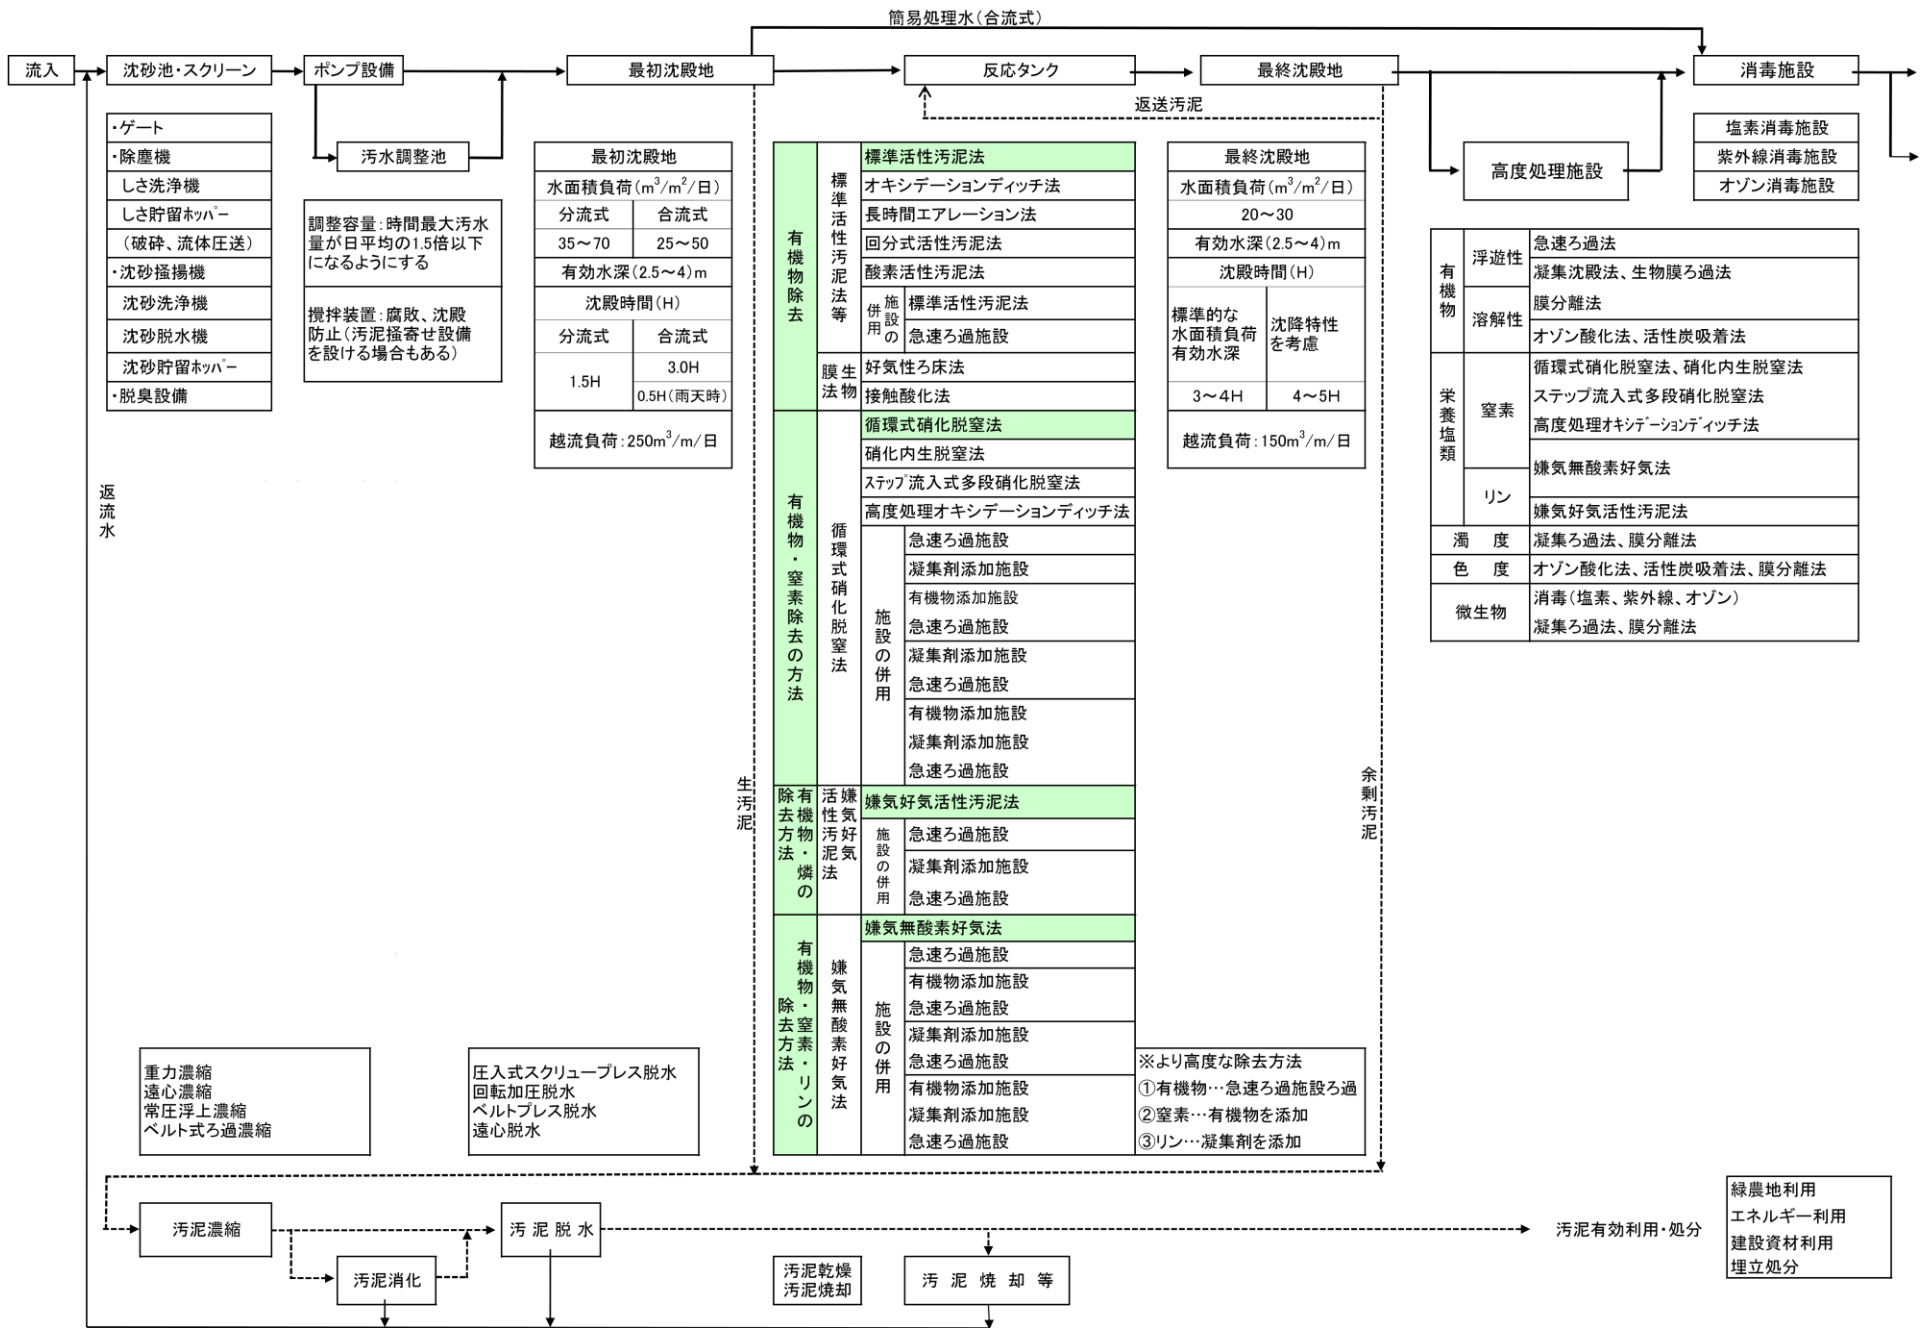 簡易処理水(合流式)
流入
沈砂池・スクリーン
ポンプ設備
最初沈殿地
反応タンク
最終沈殿地
消毒施設
返送汚泥
汚水調整池
高度処理施設
・ゲート
・除塵機
しさ洗浄機
しさ貯留ホッパー
(破砕、流体圧送)
・沈砂掻揚機
沈砂洗浄機
沈砂脱水機
沈砂貯留ホッパー
・脱臭設備
調整容量:時間最大汚水
量が日平均の1.5倍以下
になるようにする
攪拌装置:腐敗、沈殿
防止(汚泥掻寄せ設備
を設ける場合もある)
最初沈殿地
水面積負荷(m³/m²/日)
分流式 合流式
35～70 25～50
有効水深(2.5～4)m
沈殿時間(H)
分流式 合流式
1.5H
3.0H
0.5H(雨天時)
越流負荷:250m³/m/日
有機物除去
標準活性汚泥法等
標準活性汚泥法
オキシデーションディッチ法
長時間エアレーション法
回分式活性汚泥法
酸素活性汚泥法
施設の
併用
標準活性汚泥法
急速ろ過施設
生物
膜法
好気性ろ床法
接触酸化法
有機物・窒素除去の方法
循環式硝化脱窒法
循環式硝化脱窒法
硝化内生脱窒法
ステップ流入式多段硝化脱窒法
高度処理オキシデーションディッチ法
施設の併用
急速ろ過施設
凝集剤添加施設
有機物添加施設
急速ろ過施設
凝集剤添加施設
急速ろ過施設
有機物添加施設
凝集剤添加施設
急速ろ過施設
有機物・燐の
除去方法
嫌気好気
活性汚泥法
嫌気好気活性汚泥法
施設の併用
急速ろ過施設
凝集剤添加施設
急速ろ過施設
有機物・窒素・リンの
除去方法
嫌気無酸素好気法
嫌気無酸素好気法
施設の併用
急速ろ過施設
有機物添加施設
急速ろ過施設
凝集剤添加施設
急速ろ過施設
有機物添加施設
凝集剤添加施設
急速ろ過施設
※より高度な除去方法
①有機物…急速ろ過施設ろ過
②窒素…有機物を添加
③リン…凝集剤を添加
最終沈殿地
水面積負荷(m³/m²/日)
20～30
有効水深(2.5～4)m
沈殿時間(H)
標準的な
水面積負荷
有効水深
沈降特性
を考慮
3～4H 4～5H
越流負荷:150m³/m/日
塩素消毒施設
紫外線消毒施設
オゾン消毒施設
有機物
浮遊性
急速ろ過法
凝集沈殿法、生物膜ろ過法
溶解性
膜分離法
オゾン酸化法、活性炭吸着法
栄養塩類
窒素
循環式硝化脱窒法、硝化内生脱窒法
ステップ流入式多段硝化脱窒法
高度処理オキシデーションディッチ法
嫌気無酸素好気法
リン
嫌気好気活性汚泥法
濁 度
凝集ろ過法、膜分離法
色 度
オゾン酸化法、活性炭吸着法、膜分離法
微生物
消毒(塩素、紫外線、オゾン)
凝集ろ過法、膜分離法
返流水
生汚泥
余剰汚泥
重力濃縮
遠心濃縮
常圧浮上濃縮
ベルト式ろ過濃縮
圧入式スクリュープレス脱水
回転加圧脱水
ベルトプレス脱水
遠心脱水
汚泥濃縮
汚泥消化
汚泥脱水
汚泥乾燥
汚泥焼却
汚 泥 焼 却 等
汚泥有効利用・処分
緑農地利用
エネルギー利用
建設資材利用
埋立処分